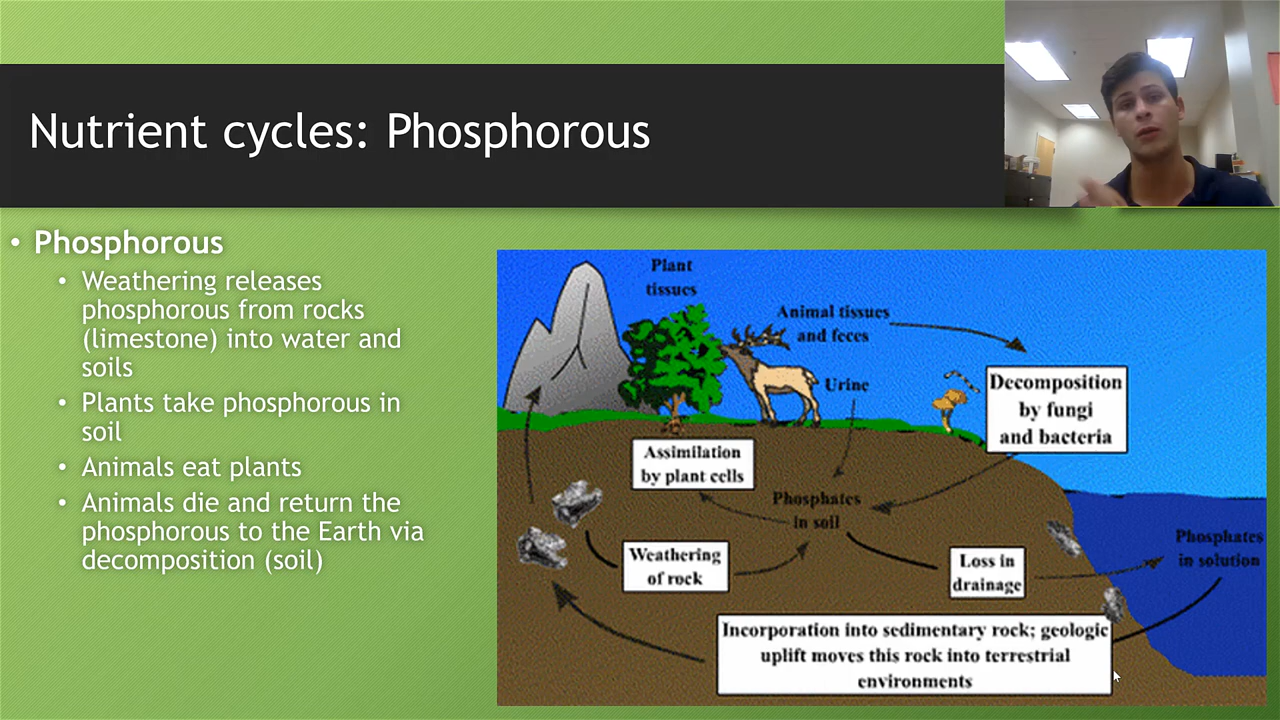 Nutrient cycles: Phosphorous
• Phosphorous
• Weathering releases
phosphorous from rocks
(limestone) into water and
soils
• Plants take phosphorous in
soil
• Animals eat plants
• Animals die and return the
phosphorous to the Earth via
decomposition (soil)
Plant
tissues
Animal tissues
and feces
Urine
Decomposition
by fungi
and bacteria
Assimilation
by plant cells
Phosphates
in soil
Weathering
of rock
Loss in
drainage
Phosphates
in solution
Incorporation into sedimentary rock; geologic
uplift moves this rock into terrestrial
environments